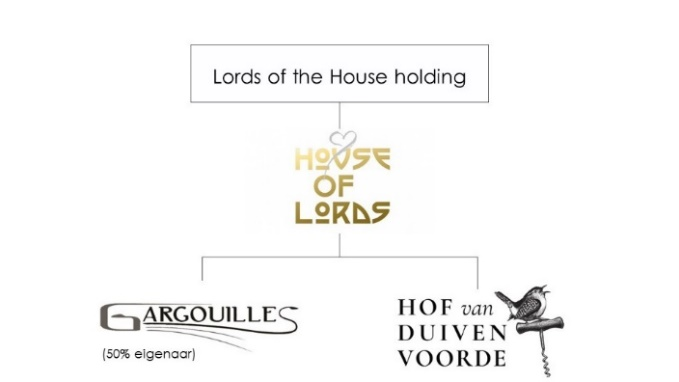 Lords of the House holding
HOUSE
OF
LORDS
GARGOUILLES
(50% eigenaar)
HOF van
DUIVEN
VOORDE